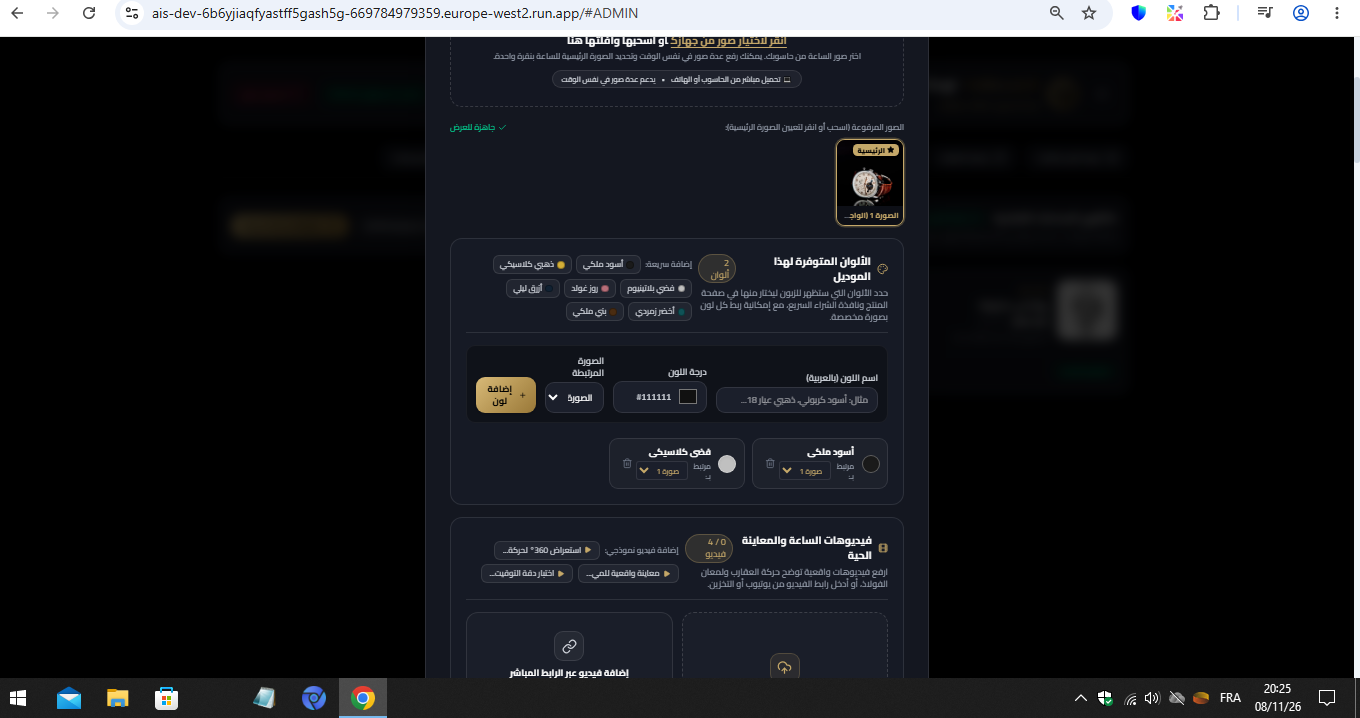 ais-dev-6b6yjiaqfyastff5gash5g-669784979359.europe-west2.run.app/#ADMIN
انقر لاختيار صور من جهازك أو اسحبها وأفلتها هنا
اختر صور الساعة من حاسوبك. يمكنك رفع عدة صور في نفس الوقت وتحديد الصورة الرئيسية للساعة بنقرة واحدة.
تحميل مباشر من الحاسوب أو الهاتف • يدعم عدة صور في نفس الوقت
الصور المرفوعة (اسحب أو انقر لتعيين الصورة الرئيسية):
✓ جاهزة للعرض
★ الرئيسية
الصورة 1 (الواج...
الألوان المتوفرة لهذا الموديل
2 ألوان
حدد الألوان التي ستظهر للزبون ليختار منها في صفحة
المنتج ونافذة الشراء السريع، مع إمكانية ربط كل لون
بصورة مخصصة.
إضافة سريعة:
أسود ملكي
ذهبي كلاسيكي
فضي بلاتينيوم
روز غولد
أزرق ليلي
أخضر زمردي
بني ملكي
اسم اللون (بالعربية)
مثال: أسود كربوني، ذهبي عيار 18...
درجة اللون
#111111
الصورة المرتبطة
الصورة
+ إضافة لون
أسود ملكي
مرتبط بـ:
صورة 1
فضي كلاسيكي
مرتبط بـ:
صورة 1
فيديوهات الساعة والمعاينة الحية
0 / 4 فيديو
ارفع فيديوهات واقعية توضح حركة العقارب ولمعان
الفولاذ، أو أدخل رابط الفيديو من يوتيوب أو التخزين.
إضافة فيديو نموذجي:
استعراض 360° لحركة...
معاينة واقعية للمي...
اختبار دقة التوقيت...
إضافة فيديو عبر الرابط المباشر
FRA
20:25
08/11/26